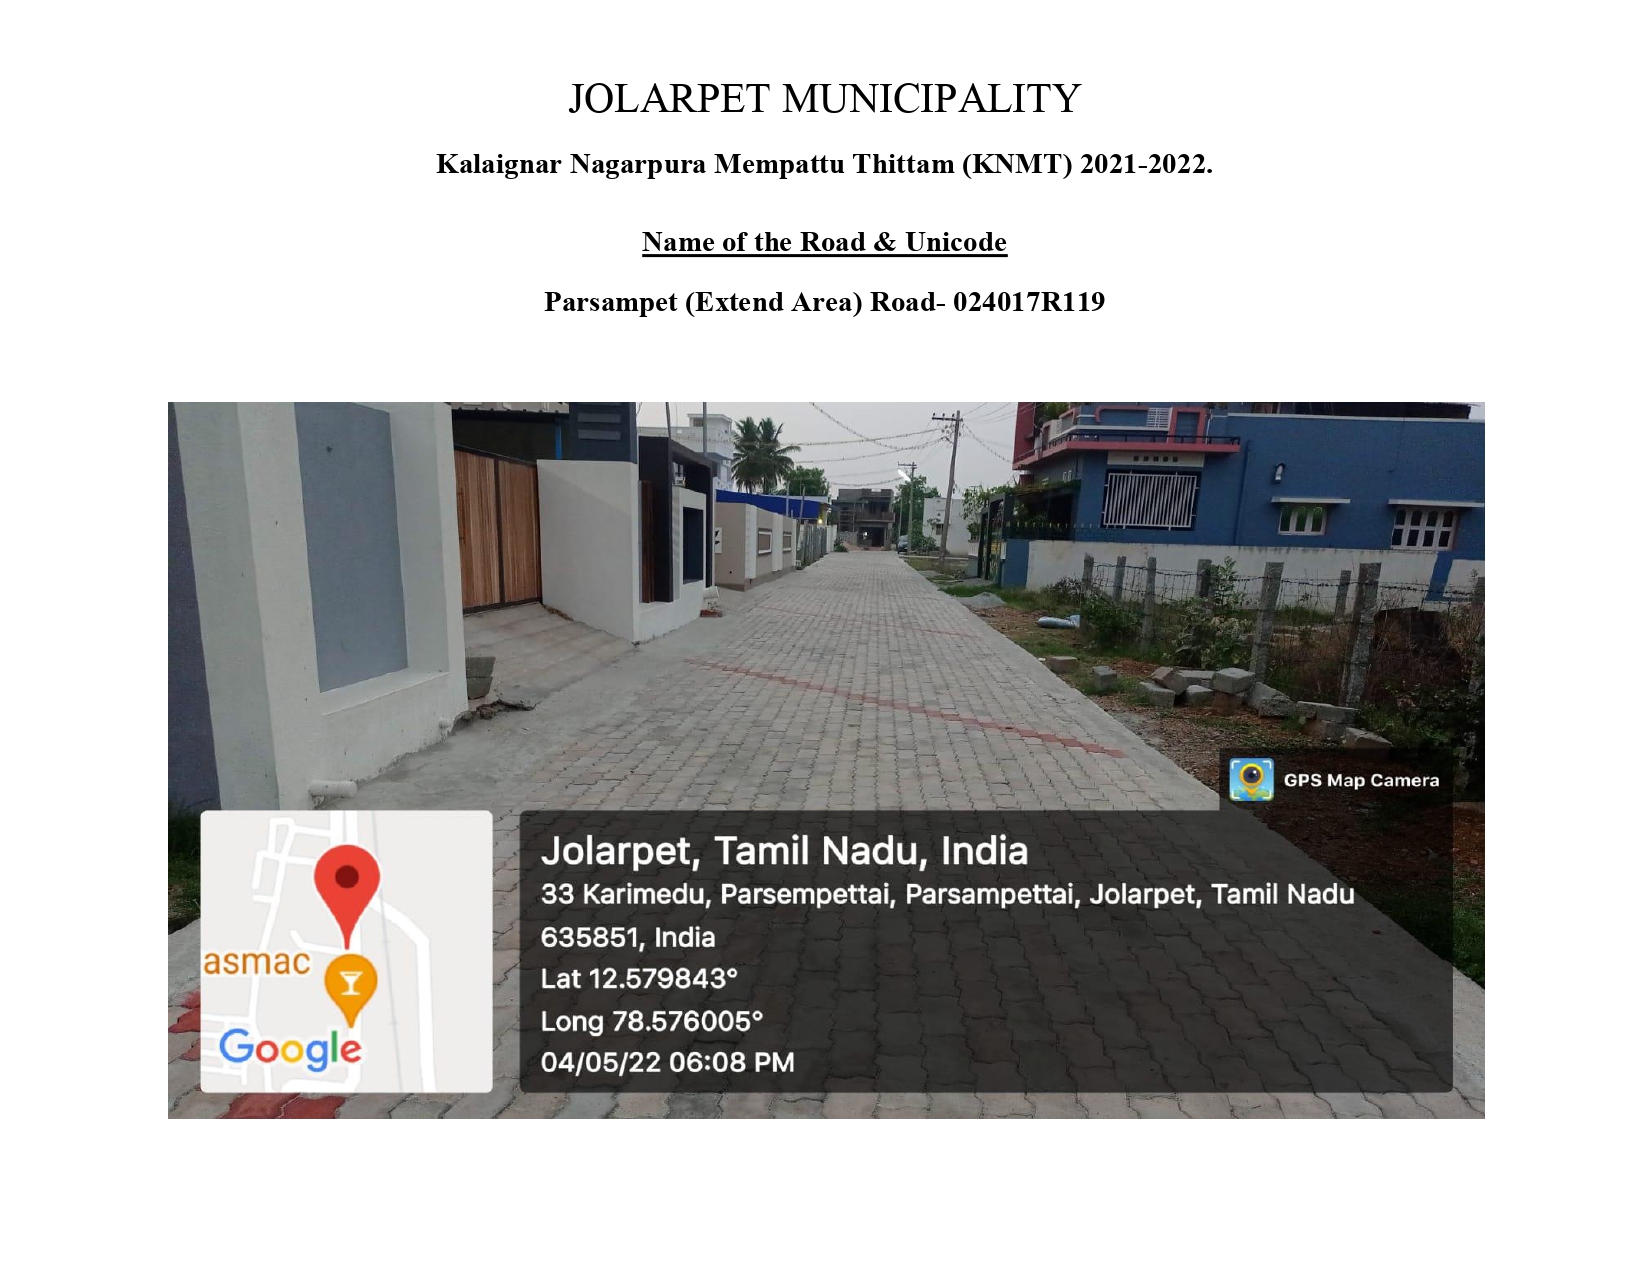 JOLARPET MUNICIPALITY
Kalaignar Nagarpura Mempattu Thittam (KNMT) 2021-2022.
Name of the Road & Unicode
Parsampet (Extend Area) Road- 024017R119
GPS Map Camera
asmac
Google
Jolarpet, Tamil Nadu, India
33 Karimedu, Parsempettai, Parsampettai, Jolarpet, Tamil Nadu
635851, India
Lat 12.579843°
Long 78.576005°
04/05/22 06:08 PM